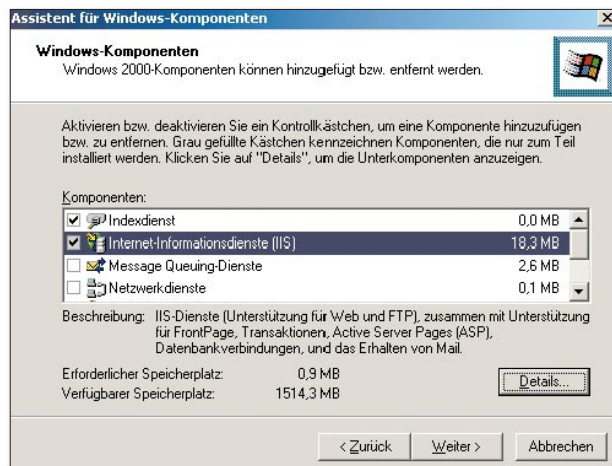 Assistent für Windows-Komponenten
Windows-Komponenten
Windows 2000-Komponenten können hinzugefügt bzw. entfernt werden.
Aktivieren bzw. deaktivieren Sie ein Kontrollkästchen, um eine Komponente hinzuzufügen
bzw. zu entfernen. Grau gefüllte Kästchen kennzeichnen Komponenten, die nur zum Teil
installiert werden. Klicken Sie auf "Details", um die Unterkomponenten anzuzeigen.
Komponenten:
Indexdienst 0,0 MB
Internet-Informationsdienste (IIS) 18,3 MB
Message Queuing-Dienste 2,6 MB
Netzwerkdienste 0,1 MB
Beschreibung: IIS-Dienste (Unterstützung für Web und FTP), zusammen mit Unterstützung
für FrontPage, Transaktionen, Active Server Pages (ASP),
Datenbankverbindungen, und das Erhalten von Mail.
Erforderlicher Speicherplatz: 0,9 MB
Verfügbarer Speicherplatz: 1514,3 MB
Details...
< Zurück Weiter > Abbrechen